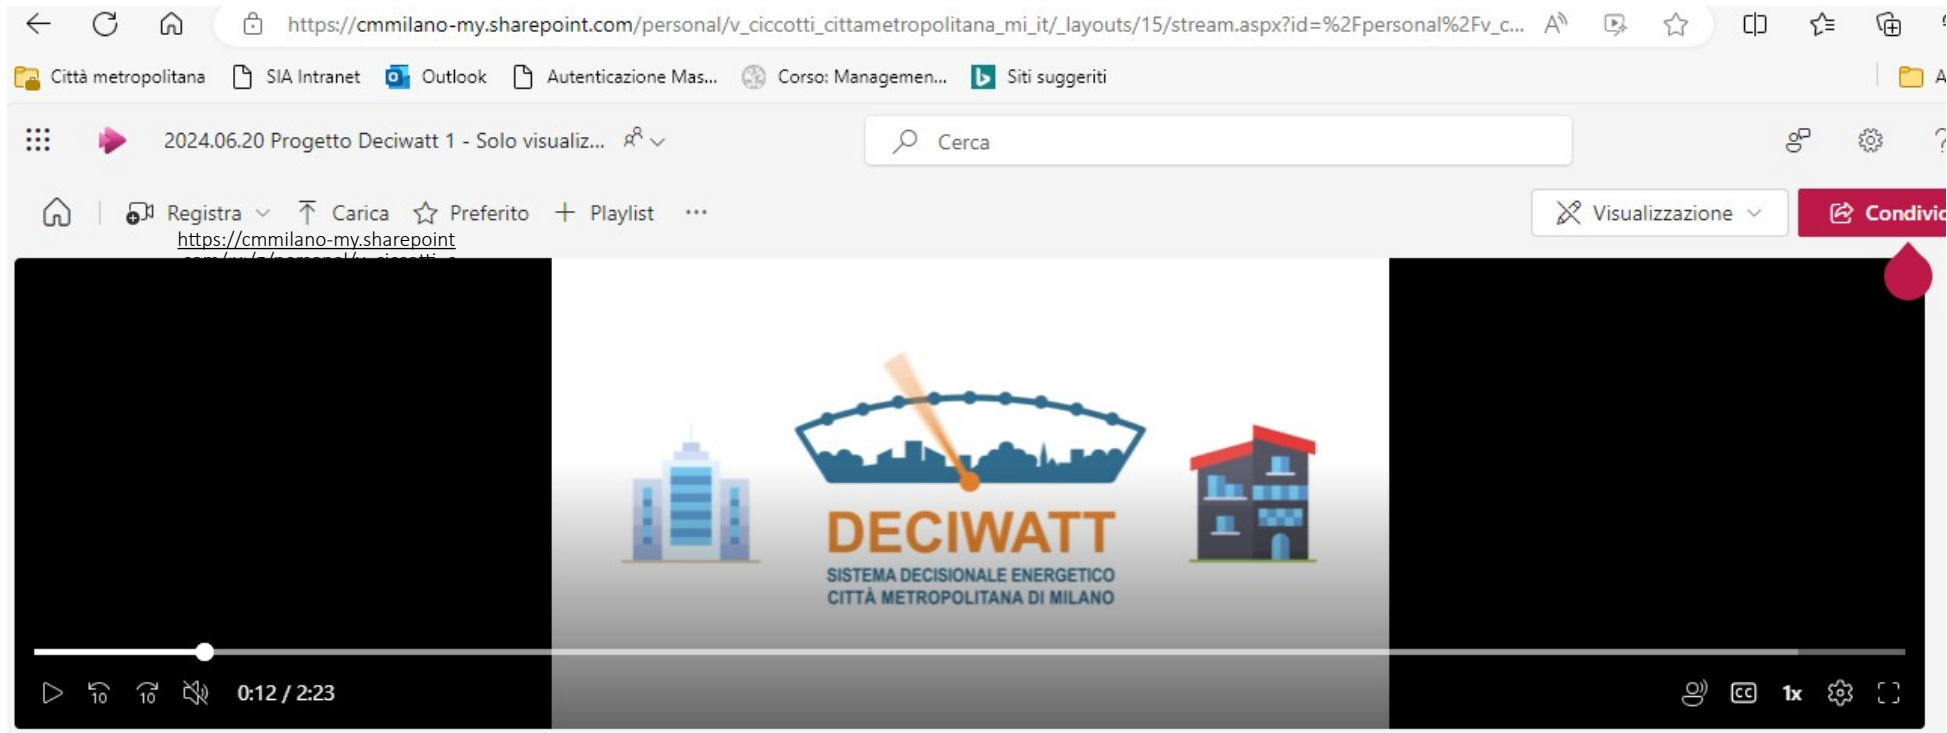 https://cmmilano-my.sharepoint.com/personal/v_ciccotti_cittametropolitana_mi_it/_layouts/15/stream.aspx?id=%2Fpersonal%2Fv_c...
Città metropolitana SIA Intranet Outlook Autenticazione Mas... Corso: Managemen... Siti suggeriti A
2024.06.20 Progetto Deciwatt 1 - Solo visualiz... Cerca ?
Registra Carica Preferito + Playlist ... Visualizzazione Condivic
https://cmmilano-my.sharepoint
DECIWATT
SISTEMA DECISIONALE ENERGETICO
CITTÀ METROPOLITANA DI MILANO
10 10 0:12 / 2:23 CC 1x